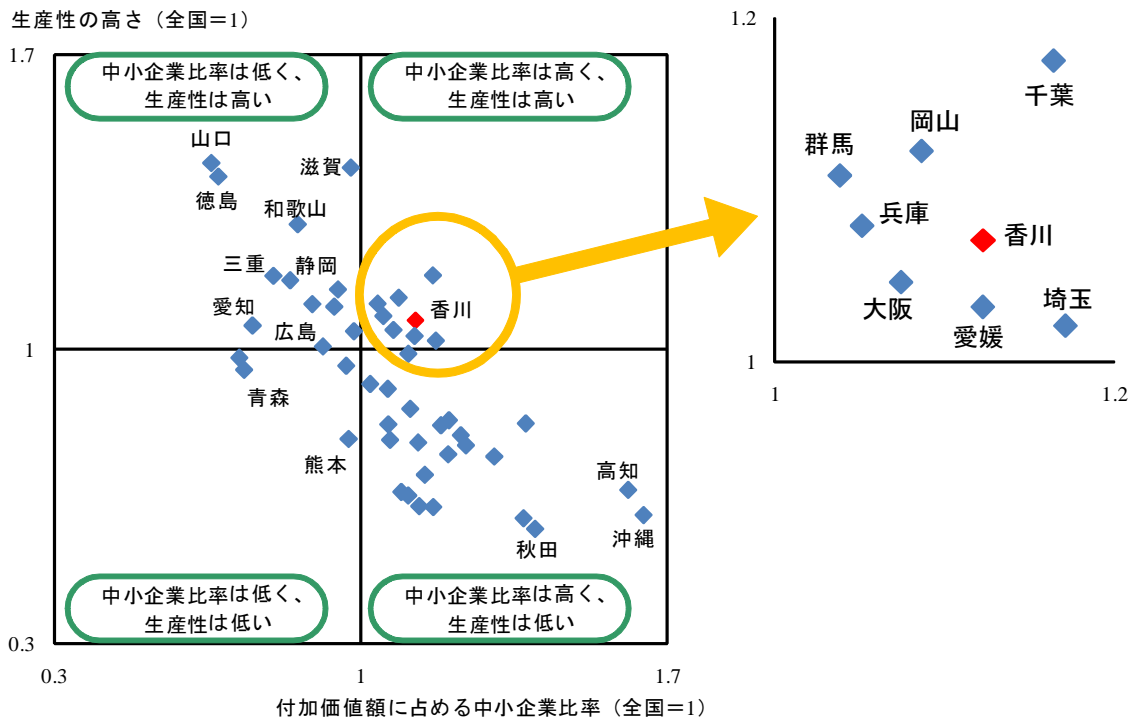 生産性の高さ（全国＝1）
1.7
中小企業比率は低く、
生産性は高い
中小企業比率は高く、
生産性は高い
山口
滋賀
徳島
和歌山
三重
静岡
愛知
広島
香川
1
青森
熊本
高知
秋田
沖縄
中小企業比率は低く、
生産性は低い
中小企業比率は高く、
生産性は低い
0.3
0.3
1
1.7
付加価値額に占める中小企業比率（全国＝1）
1.2
千葉
岡山
群馬
兵庫
香川
大阪
愛媛
埼玉
1
1
1.2